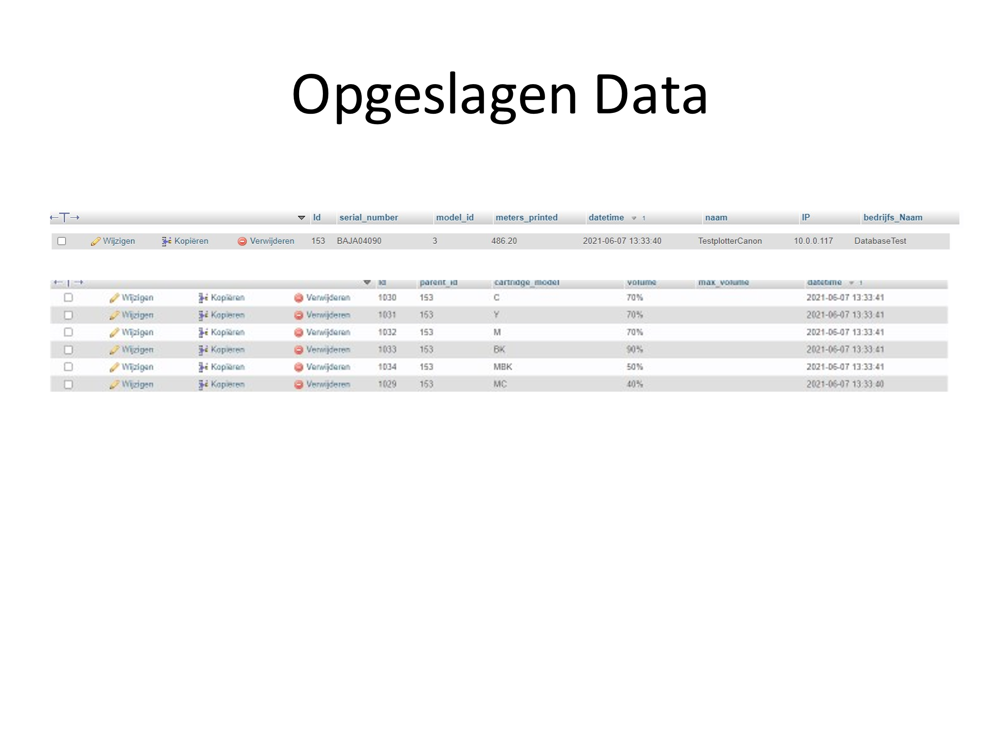 Opgeslagen Data
←T→ Id serial_number model_id meters_printed datetime 1 naam IP bedrijfs_Naam
Wijzigen Kopiëren Verwijderen 153 BAJA04090 3 486.20 2021-06-07 13:33:40 TestplotterCanon 10.0.0.117 DatabaseTest
←T→ Id parent_id cartridge_model volume max_volume datetime 1
Wijzigen Kopiëren Verwijderen 1030 153 C 70% 2021-06-07 13:33:41
Wijzigen Kopiëren Verwijderen 1031 153 Y 70% 2021-06-07 13:33:41
Wijzigen Kopiëren Verwijderen 1032 153 M 70% 2021-06-07 13:33:41
Wijzigen Kopiëren Verwijderen 1033 153 BK 90% 2021-06-07 13:33:41
Wijzigen Kopiëren Verwijderen 1034 153 MBK 50% 2021-06-07 13:33:41
Wijzigen Kopiëren Verwijderen 1029 153 MC 40% 2021-06-07 13:33:40